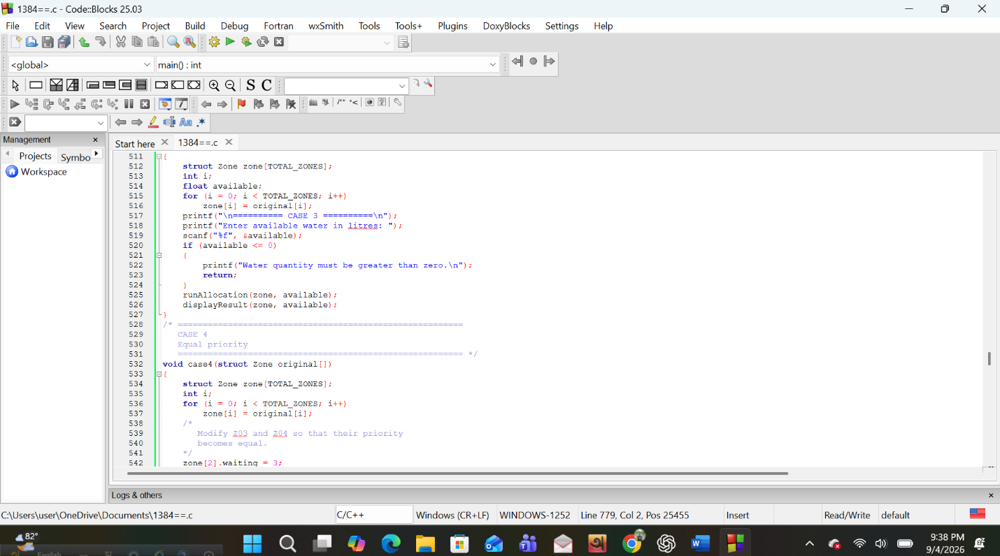 1384==.c - Code::Blocks 25.03
File Edit View Search Project Build Debug Fortran wxSmith Tools Tools+ Plugins DoxyBlocks Settings Help
<global> main() : int
S C
/** *<
Aa .*
Management
Projects Symbo
Workspace
Start here 1384==.c
511 {
512     struct Zone zone[TOTAL_ZONES];
513     int i;
514     float available;
515     for (i = 0; i < TOTAL_ZONES; i++)
516         zone[i] = original[i];
517     printf("\n========== CASE 3 ==========\n");
518     printf("Enter available water in litres: ");
519     scanf("%f", &available);
520     if (available <= 0)
521     {
522         printf("Water quantity must be greater than zero.\n");
523         return;
524     }
525     runAllocation(zone, available);
526     displayResult(zone, available);
527 }
528 /* =========================================================
529    CASE 4
530    Equal priority
531    ========================================================= */
532 void case4(struct Zone original[])
533 {
534     struct Zone zone[TOTAL_ZONES];
535     int i;
536     for (i = 0; i < TOTAL_ZONES; i++)
537         zone[i] = original[i];
538     /*
539        Modify Z03 and Z04 so that their priority
540        becomes equal.
541     */
542     zone[2].waiting = 3;
Logs & others
C:\Users\user\OneDrive\Documents\1384==.c C/C++ Windows (CR+LF) WINDOWS-1252 Line 779, Col 2, Pos 25455 Insert Read/Write default
82°
English
9:38 PM
9/4/2026